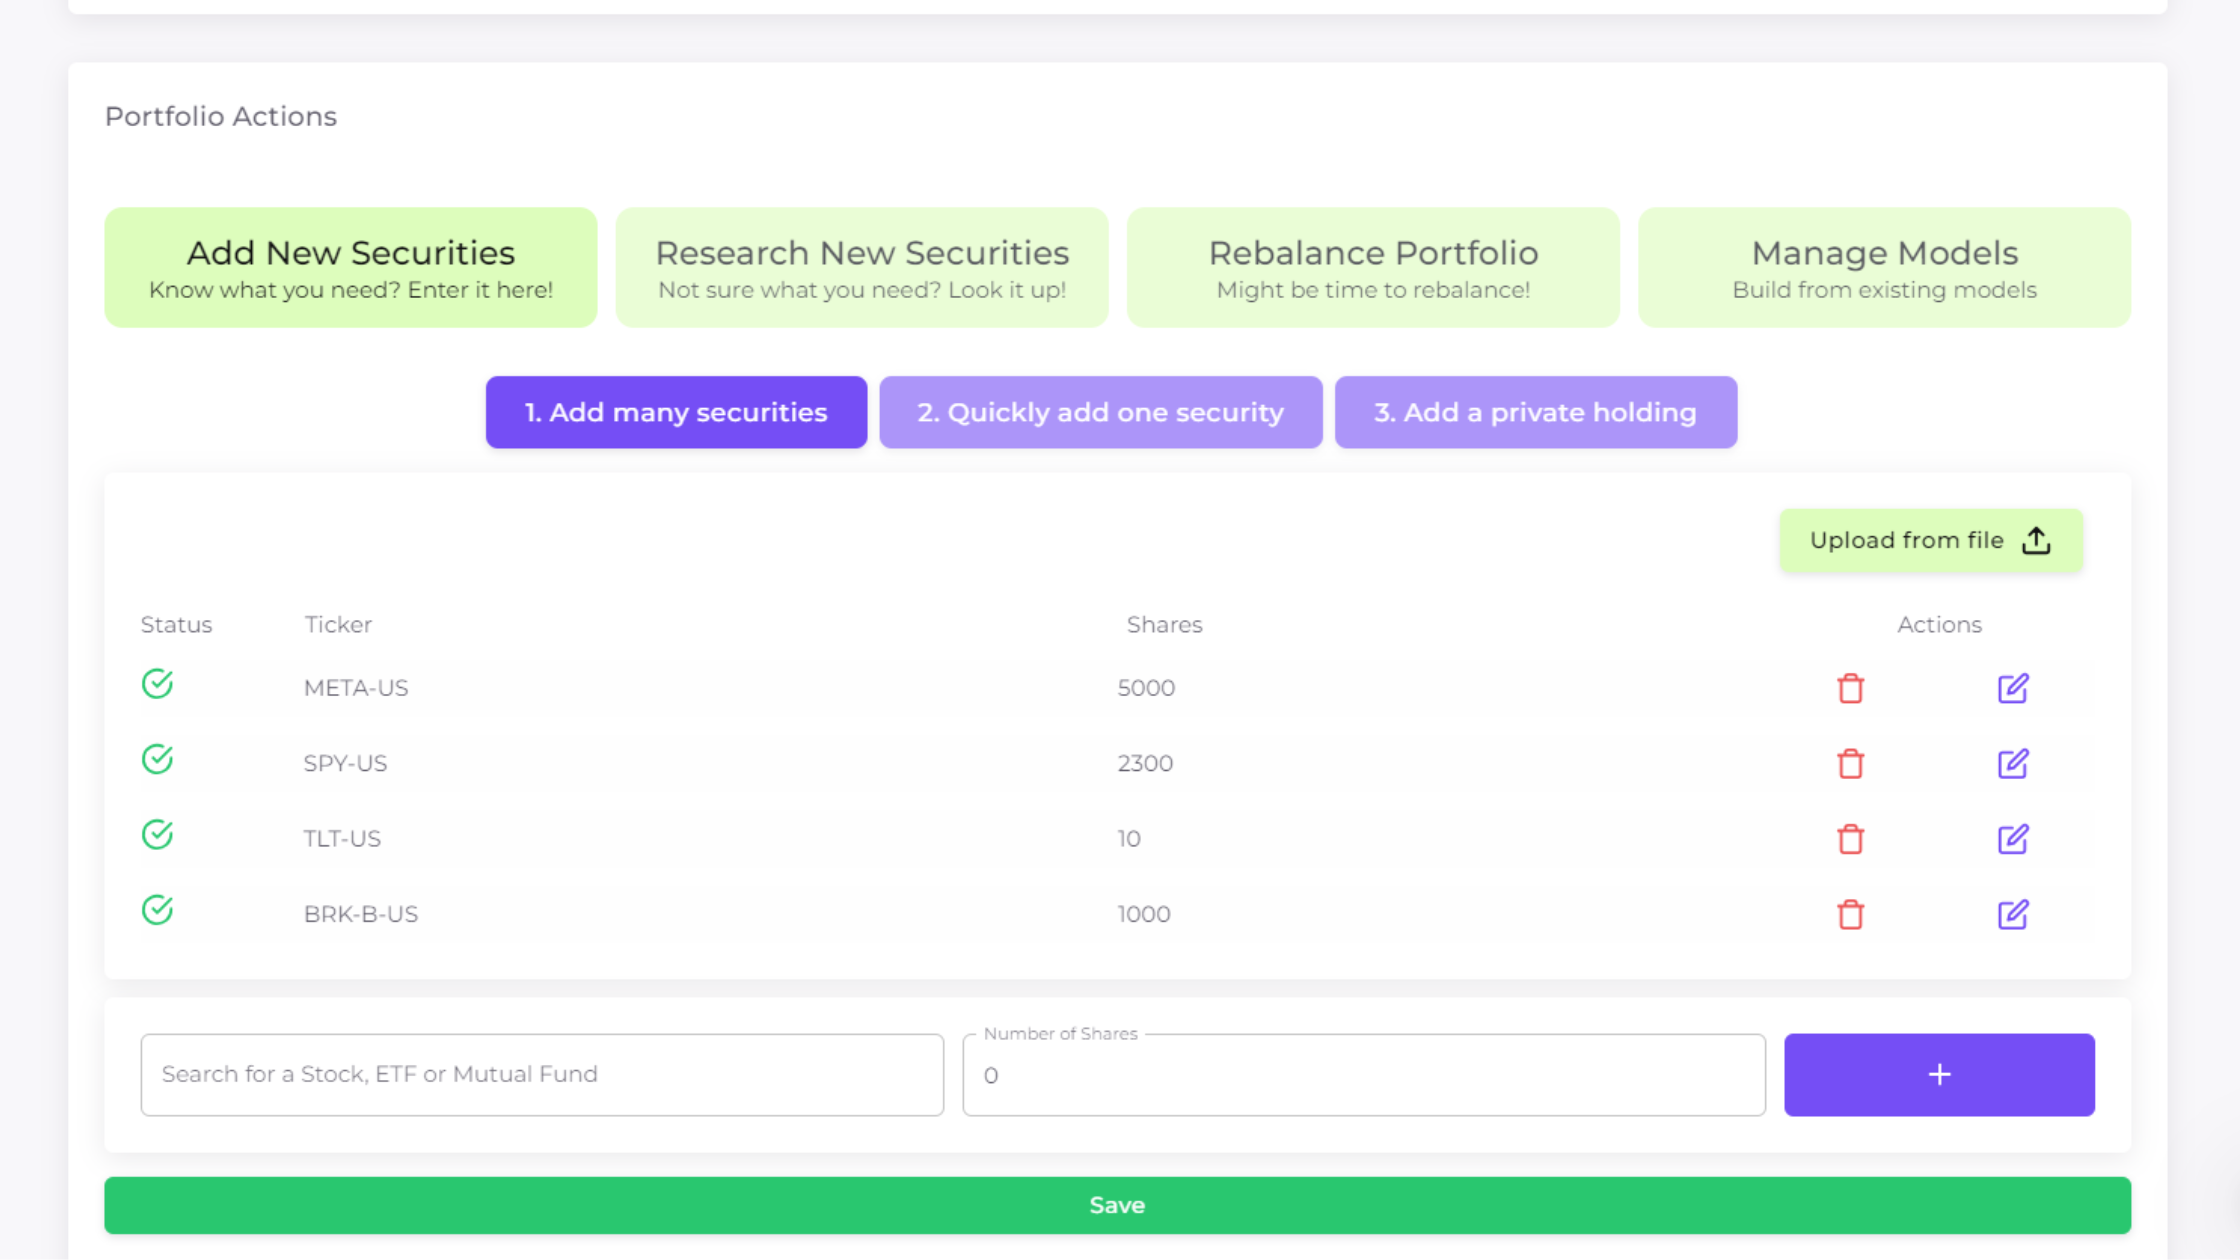 Portfolio Actions
Add New Securities
Know what you need? Enter it here!
Research New Securities
Not sure what you need? Look it up!
Rebalance Portfolio
Might be time to rebalance!
Manage Models
Build from existing models
1. Add many securities
2. Quickly add one security
3. Add a private holding
Upload from file
Status Ticker Shares Actions
META-US 5000
SPY-US 2300
TLT-US 10
BRK-B-US 1000
Number of Shares
Search for a Stock, ETF or Mutual Fund
0
+
Save